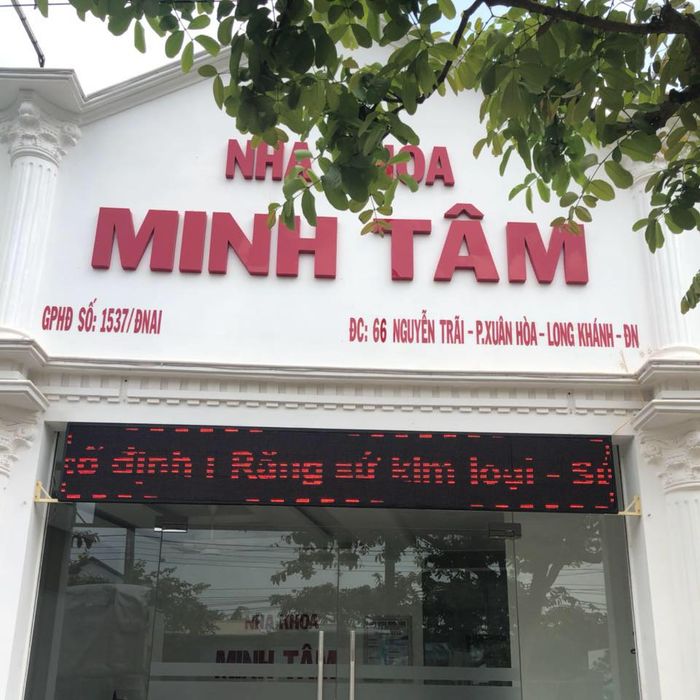 NHA KHOA
MINH TÂM
GPHĐ SỐ: 1537/ĐNAI
ĐC: 66 NGUYỄN TRÃI - P.XUÂN HÒA - LONG KHÁNH - ĐN
cố định ! Răng sứ kim loại - Sứ
NHA KHOA
MINH TÂM